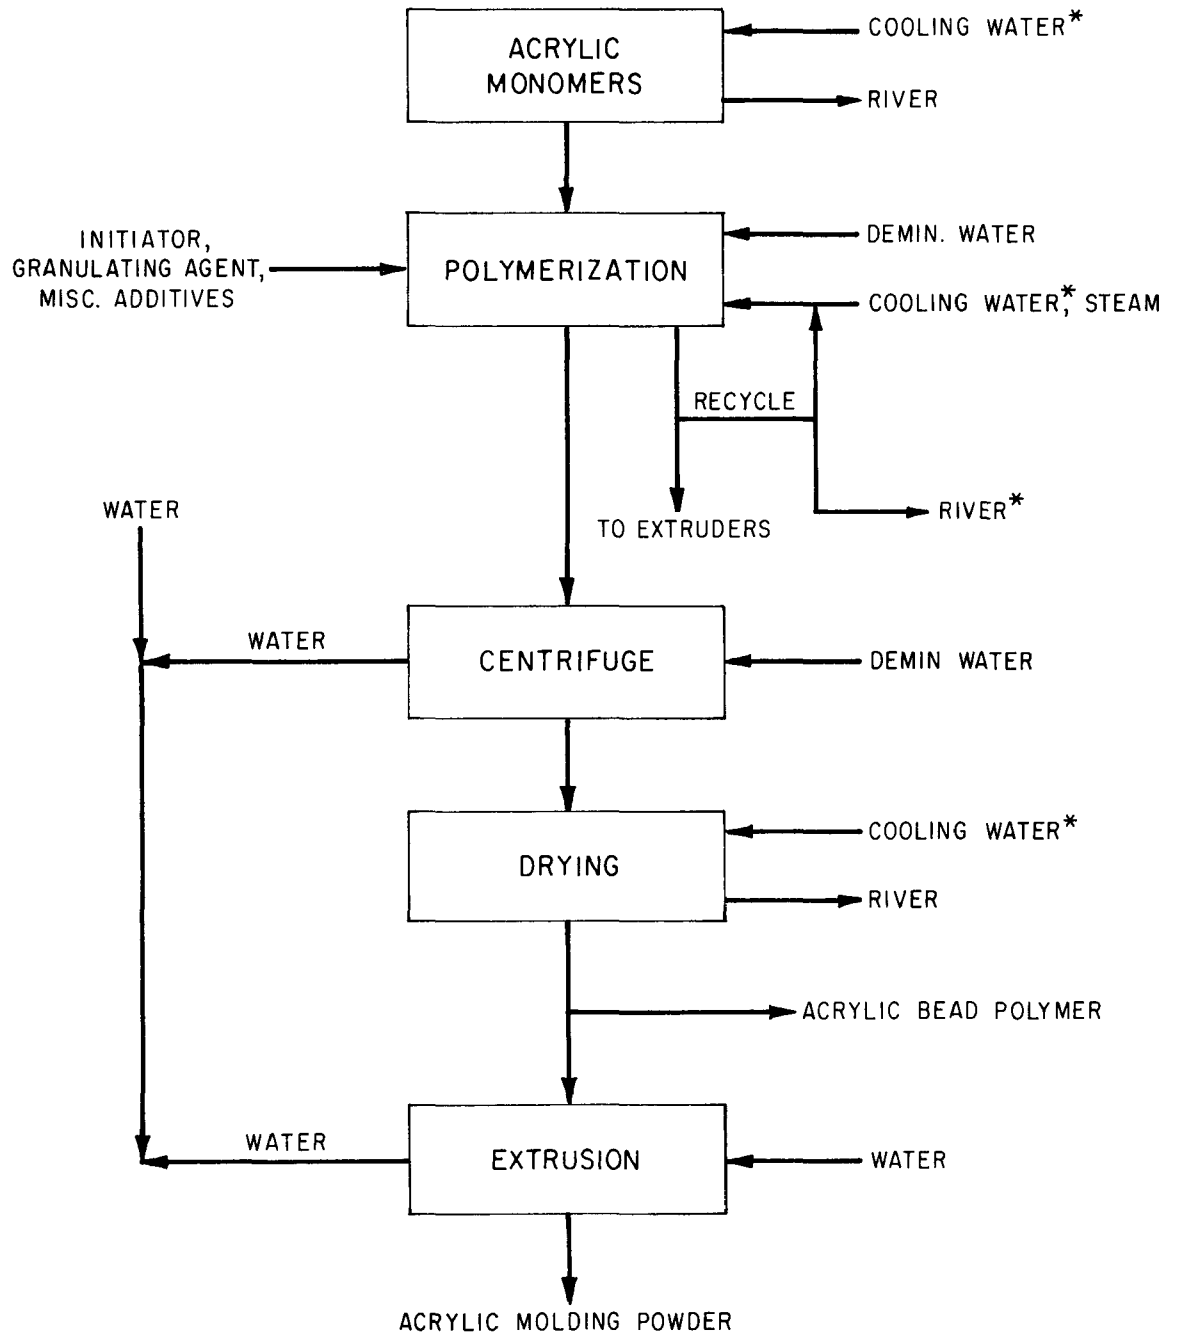 COOLING WATER*
ACRYLIC
MONOMERS
RIVER
INITIATOR,
GRANULATING AGENT,
MISC. ADDITIVES
DEMIN. WATER
POLYMERIZATION
COOLING WATER,* STEAM
RECYCLE
WATER
RIVER*
TO EXTRUDERS
WATER
CENTRIFUGE
DEMIN WATER
COOLING WATER*
DRYING
RIVER
ACRYLIC BEAD POLYMER
WATER
EXTRUSION
WATER
ACRYLIC MOLDING POWDER